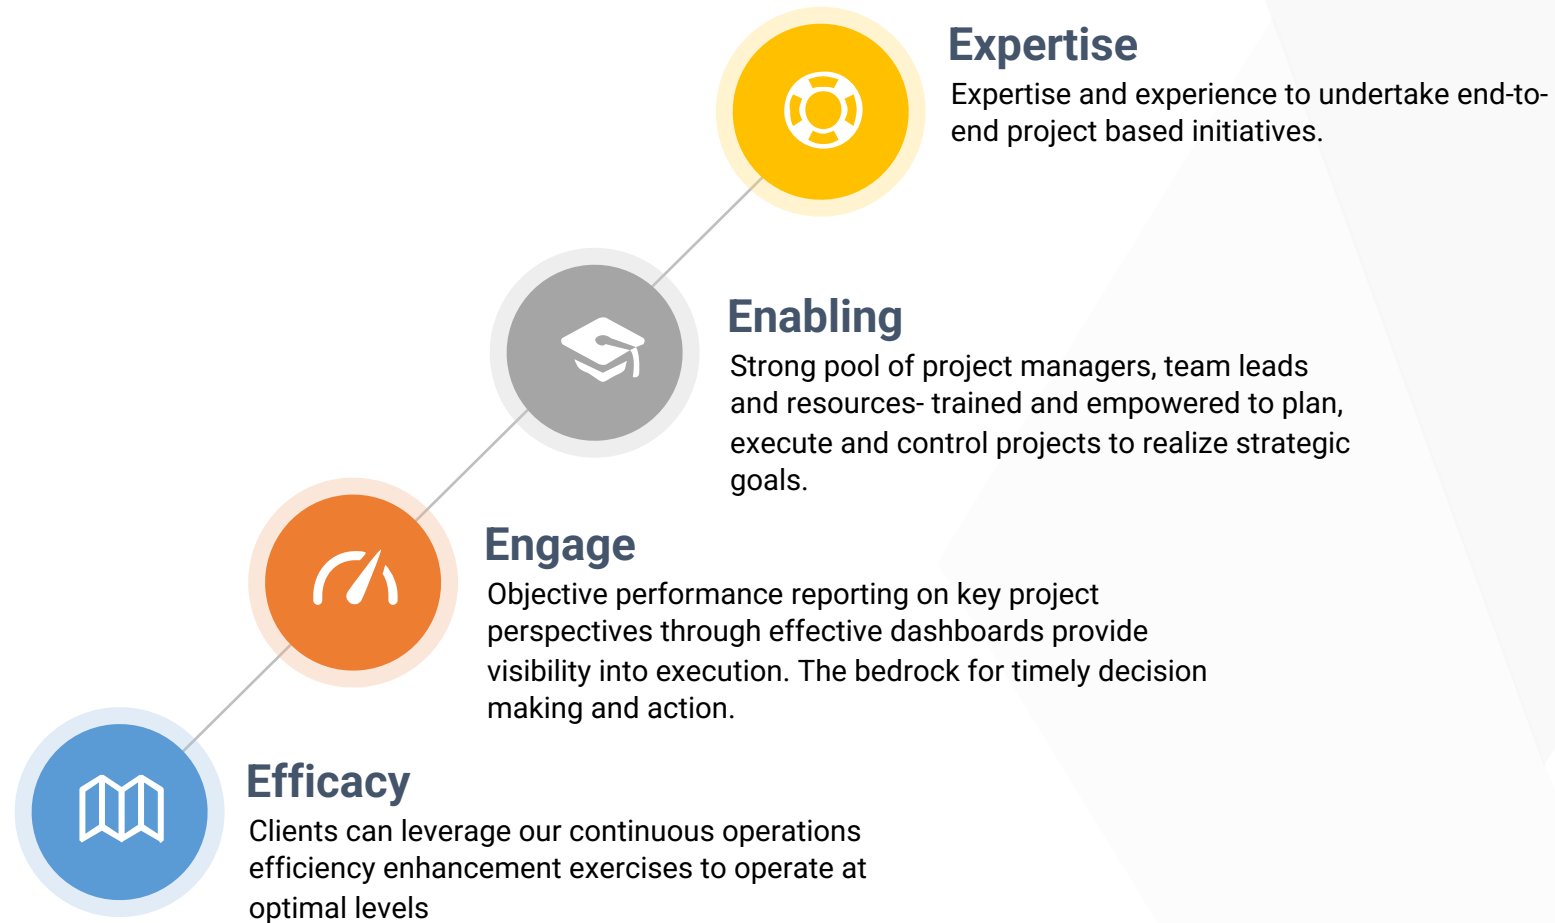 Expertise
Expertise and experience to undertake end-to-
end project based initiatives.
Enabling
Strong pool of project managers, team leads
and resources- trained and empowered to plan,
execute and control projects to realize strategic
goals.
Engage
Objective performance reporting on key project
perspectives through effective dashboards provide
visibility into execution. The bedrock for timely decision
making and action.
Efficacy
Clients can leverage our continuous operations
efficiency enhancement exercises to operate at
optimal levels